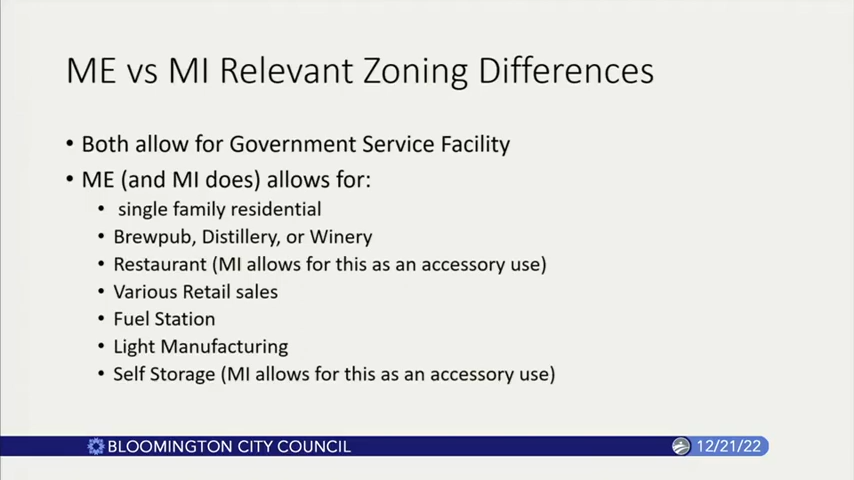 ME vs MI Relevant Zoning Differences
• Both allow for Government Service Facility
• ME (and MI does) allows for:
• single family residential
• Brewpub, Distillery, or Winery
• Restaurant (MI allows for this as an accessory use)
• Various Retail sales
• Fuel Station
• Light Manufacturing
• Self Storage (MI allows for this as an accessory use)
BLOOMINGTON CITY COUNCIL
12/21/22